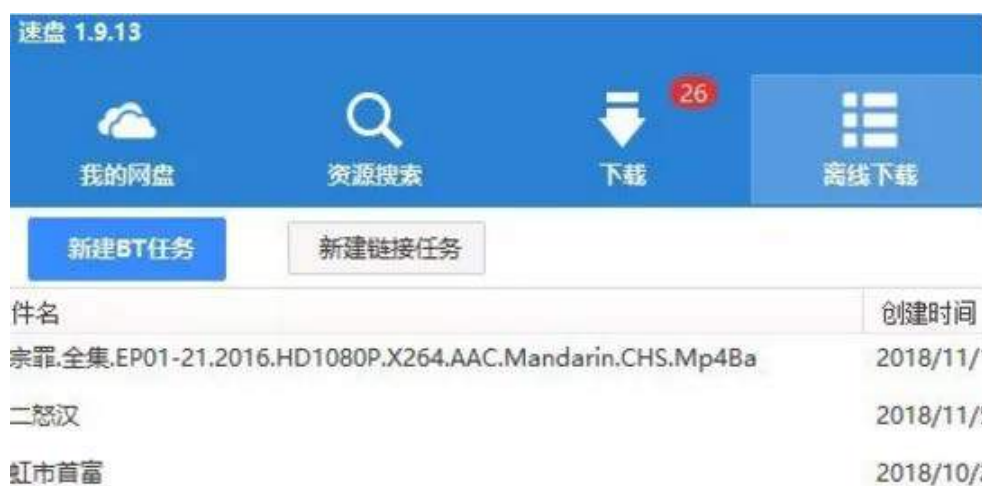 速盘 1.9.13
26
我的网盘 资源搜索 下载 离线下载
新建BT任务 新建链接任务
件名 创建时间
宗罪.全集.EP01-21.2016.HD1080P.X264.AAC.Mandarin.CHS.Mp4Ba 2018/11/
二怒汉 2018/11/
虹市首富 2018/10/